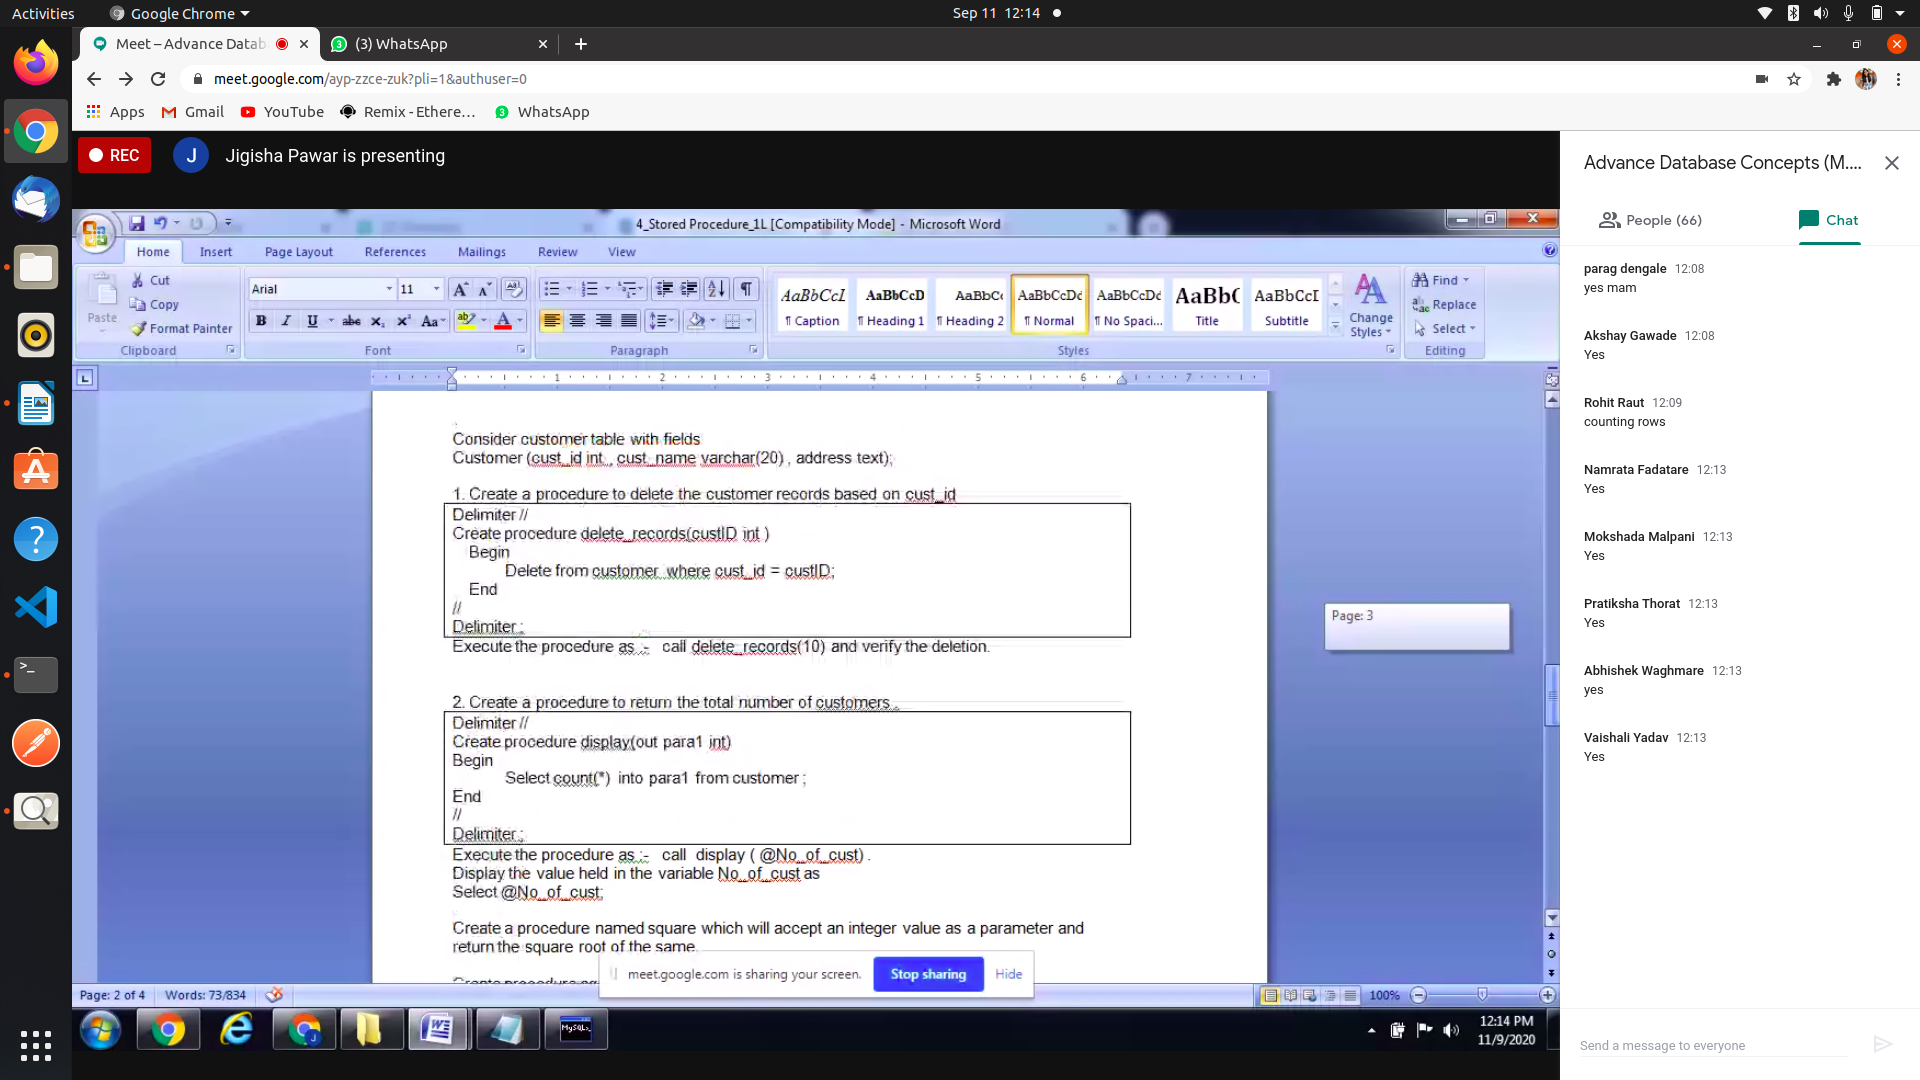 Activities
Google Chrome
Sep 11 12:14
Meet – Advance Datab
(3) WhatsApp
meet.google.com/ayp-zzce-zuk?pli=1&authuser=0
Apps
Gmail
YouTube
Remix - Ethere...
WhatsApp
REC
J
Jigisha Pawar is presenting
4_Stored Procedure_1L [Compatibility Mode] - Microsoft Word
Home
Insert
Page Layout
References
Mailings
Review
View
Paste
Cut
Copy
Format Painter
Clipboard
Arial
11
Font
Paragraph
AaBbCcI
¶ Caption
AaBbCcD
¶ Heading 1
AaBbCc
¶ Heading 2
AaBbCcDd
¶ Normal
AaBbCcDd
¶ No Spaci...
AaBbC
Title
AaBbCcI
Subtitle
Change Styles
Styles
Find
Replace
Select
Editing
1 2 3 4 5 6 7
Consider customer table with fields
Customer (cust_id int , cust_name varchar(20) , address text);
1. Create a procedure to delete the customer records based on cust_id
Delimiter //
Create procedure delete_records(custID int )
Begin
Delete from customer where cust_id = custID;
End
//
Delimiter ;
Execute the procedure as :- call delete_records(10) and verify the deletion.
2. Create a procedure to return the total number of customers .
Delimiter //
Create procedure display(out para1 int)
Begin
Select count(*) into para1 from customer ;
End
//
Delimiter ;
Execute the procedure as :- call display ( @No_of_cust) .
Display the value held in the variable No_of_cust as
Select @No_of_cust;
Create a procedure named square which will accept an integer value as a parameter and
return the square root of the same.
Page: 3
meet.google.com is sharing your screen.
Stop sharing
Hide
Page: 2 of 4
Words: 73/834
100%
12:14 PM
11/9/2020
Advance Database Concepts (M....
People (66)
Chat
parag dengale 12:08
yes mam
Akshay Gawade 12:08
Yes
Rohit Raut 12:09
counting rows
Namrata Fadatare 12:13
Yes
Mokshada Malpani 12:13
Yes
Pratiksha Thorat 12:13
Yes
Abhishek Waghmare 12:13
yes
Vaishali Yadav 12:13
Yes
Send a message to everyone